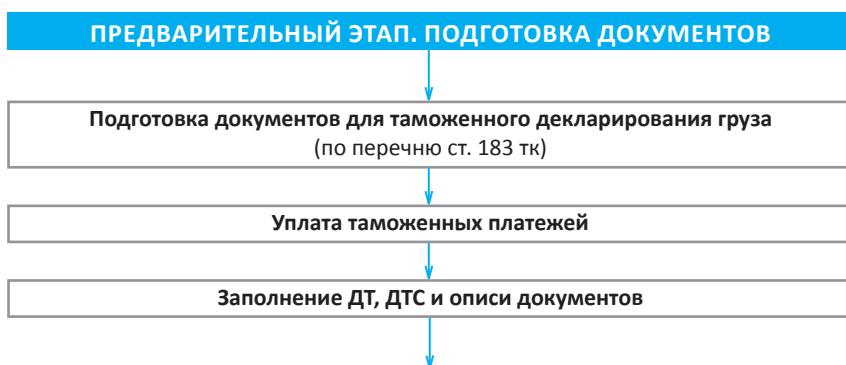 ПРЕДВАРИТЕЛЬНЫЙ ЭТАП. ПОДГОТОВКА ДОКУМЕНТОВ
Подготовка документов для таможенного декларирования груза
(по перечню ст. 183 тк)
Уплата таможенных платежей
Заполнение ДТ, ДТС и описи документов